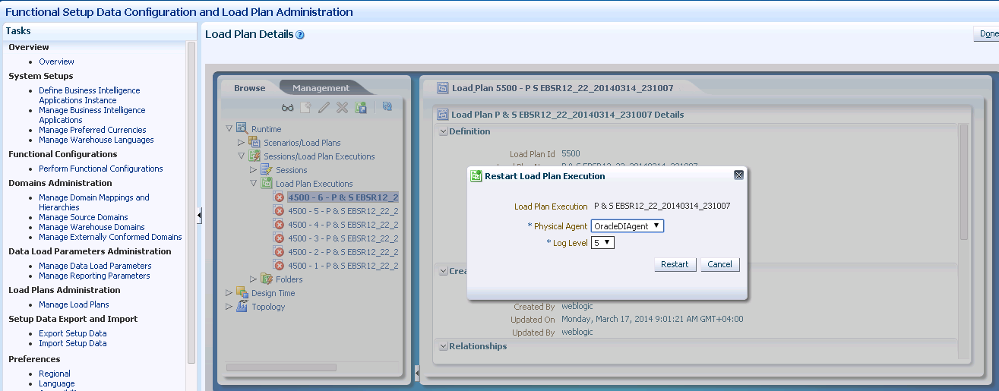 Functional Setup Data Configuration and Load Plan Administration
Tasks
Overview
Overview
System Setups
Define Business Intelligence
Applications Instance
Manage Business Intelligence
Applications
Manage Preferred Currencies
Manage Warehouse Languages
Functional Configurations
Perform Functional Configurations
Domains Administration
Manage Domain Mappings and
Hierarchies
Manage Source Domains
Manage Warehouse Domains
Manage Externally Conformed Domains
Data Load Parameters Administration
Manage Data Load Parameters
Manage Reporting Parameters
Load Plans Administration
Manage Load Plans
Setup Data Export and Import
Export Setup Data
Import Setup Data
Preferences
Regional
Language
Load Plan Details
Done
Browse
Management
Runtime
Scenarios/Load Plans
Sessions/Load Plan Executions
Sessions
Load Plan Executions
4500 - 6 - P & S EBSR12_2
4500 - 5 - P & S EBSR12_22_2
4500 - 4 - P & S EBSR12_22_2
4500 - 3 - P & S EBSR12_22_2
4500 - 2 - P & S EBSR12_22_2
4500 - 1 - P & S EBSR12_22_2
Folders
Design Time
Topology
Load Plan 5500 - P S EBSR12_22_20140314_231007
Load Plan P & S EBSR12_22_20140314_231007 Details
Definition
Load Plan Id 5500
P & S EBSR12_22_20140314_231007
Restart Load Plan Execution
Load Plan Execution P & S EBSR12_22_20140314_231007
* Physical Agent OracleDIAgent
* Log Level 5
Restart Cancel
Crea
Created By weblogic
Updated On Monday, March 17, 2014 9:01:21 AM GMT+04:00
Updated By weblogic
Relationships